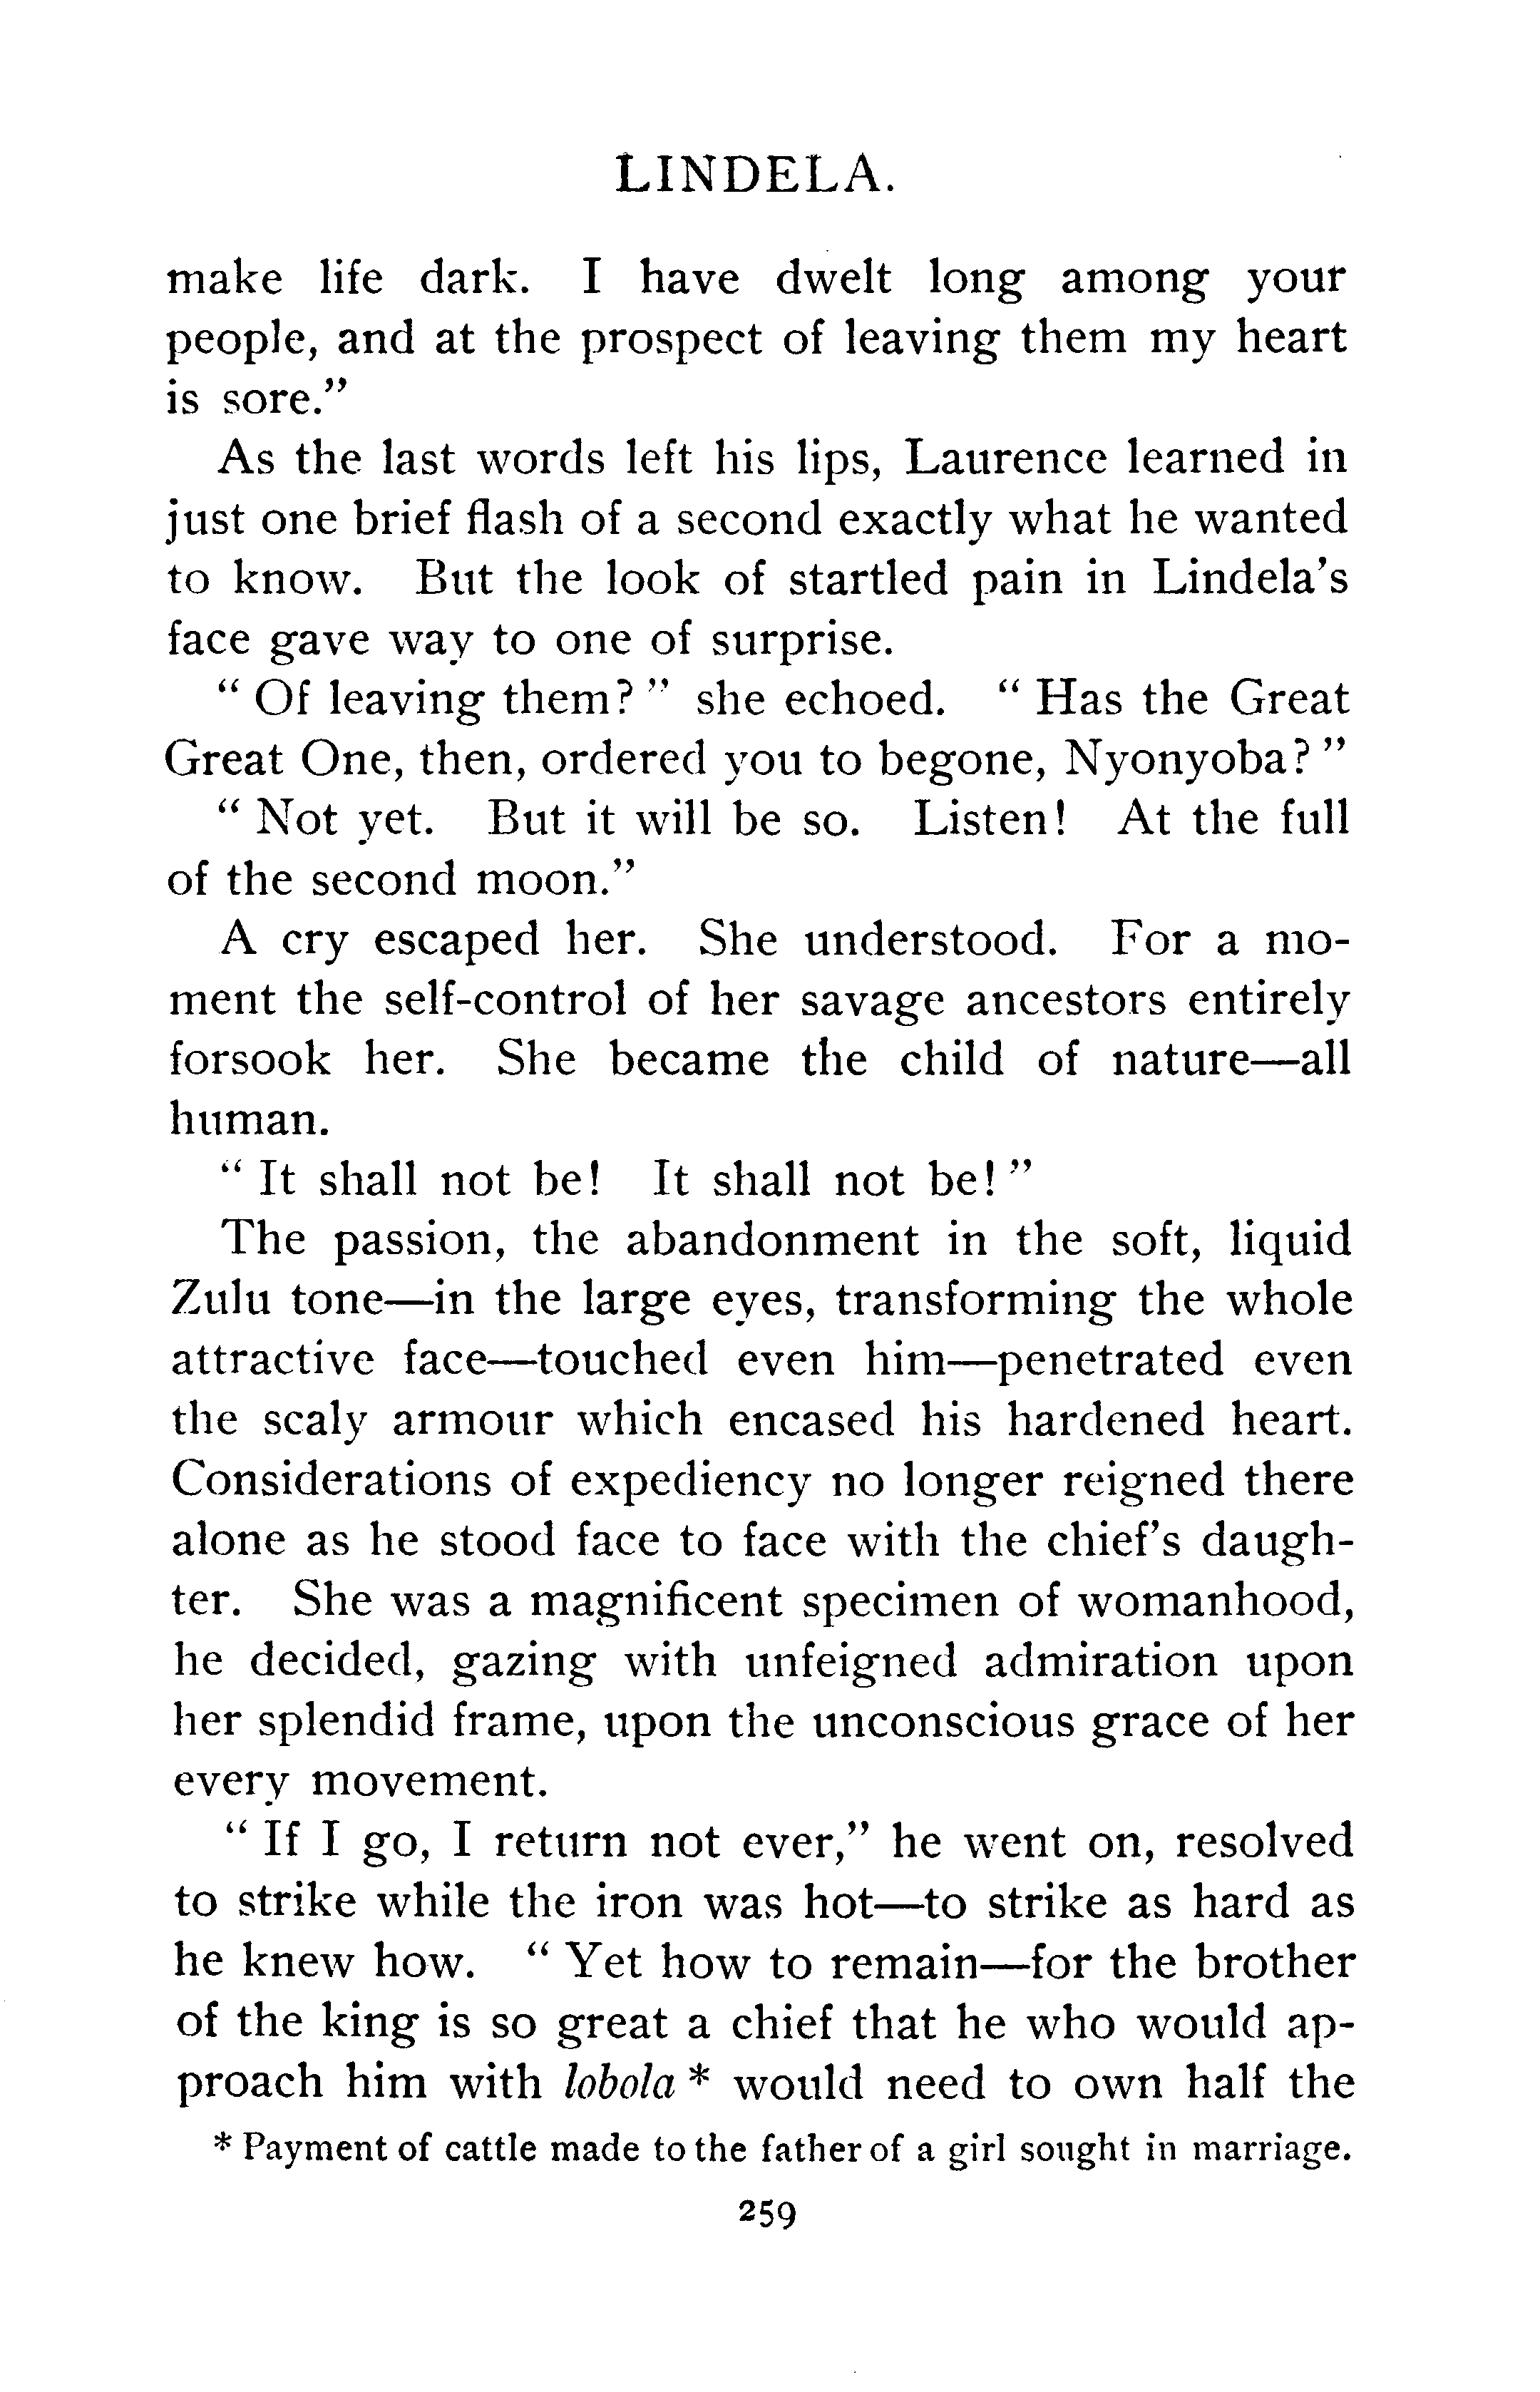 LINDELA.
make life dark. I have dwelt long among your
people, and at the prospect of leaving them my heart
is sore.”
As the last words left his lips, Laurence learned in
just one brief flash of a second exactly what he wanted
to know. But the look of startled pain in Lindela’s
face gave way to one of surprise.
“ Of leaving them? ” she echoed. “ Has the Great
Great One, then, ordered you to begone, Nyonyoba? ”
“ Not yet. But it will be so. Listen! At the full
of the second moon.”
A cry escaped her. She understood. For a mo-
ment the self-control of her savage ancestors entirely
forsook her. She became the child of nature—all
human.
“ It shall not be! It shall not be! ”
The passion, the abandonment in the soft, liquid
Zulu tone—in the large eyes, transforming the whole
attractive face—touched even him—penetrated even
the scaly armour which encased his hardened heart.
Considerations of expediency no longer reigned there
alone as he stood face to face with the chief’s daugh-
ter. She was a magnificent specimen of womanhood,
he decided, gazing with unfeigned admiration upon
her splendid frame, upon the unconscious grace of her
every movement.
“ If I go, I return not ever,” he went on, resolved
to strike while the iron was hot—to strike as hard as
he knew how. “ Yet how to remain—for the brother
of the king is so great a chief that he who would ap-
proach him with lobola * would need to own half the
* Payment of cattle made to the father of a girl sought in marriage.
259